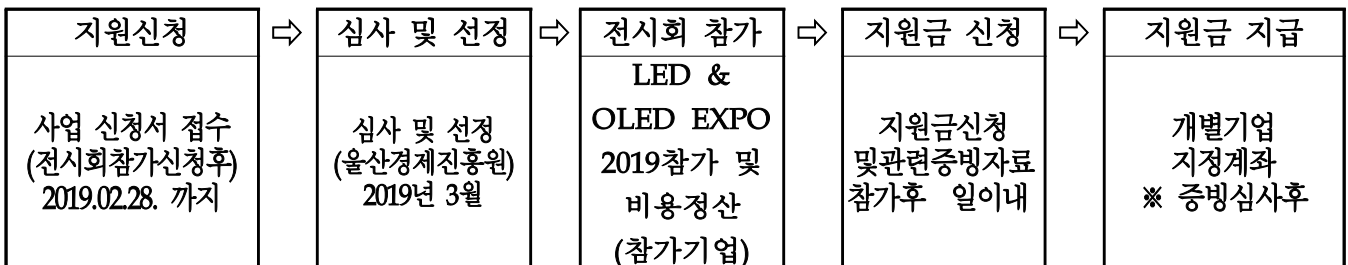 지원신청
⇨
심사 및 선정
⇨
전시회 참가
⇨
지원금 신청
⇨
지원금 지급
사업 신청서 접수
(전시회참가신청후)
2019.02.28. 까지
심사 및 선정
(울산경제진흥원)
2019년 3월
LED &
OLED EXPO
2019참가 및
비용정산
(참가기업)
지원금신청
및관련증빙자료
참가후 일이내
개별기업
지정계좌
※ 증빙심사후